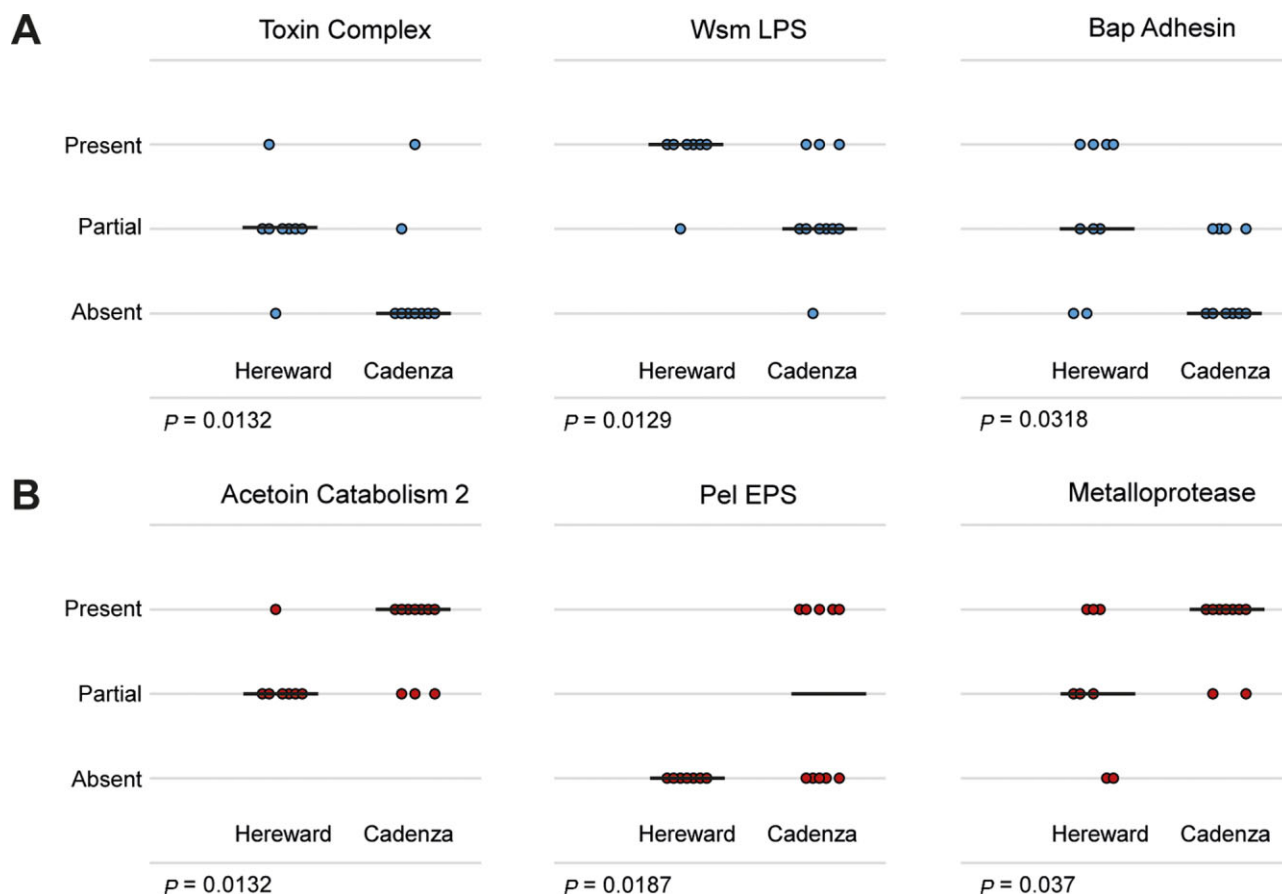 A
Toxin Complex
Wsm LPS
Bap Adhesin
Present
Partial
Absent
Hereward Cadenza
Hereward Cadenza
Hereward Cadenza
P = 0.0132
P = 0.0129
P = 0.0318
B
Acetoin Catabolism 2
Pel EPS
Metalloprotease
Present
Partial
Absent
Hereward Cadenza
Hereward Cadenza
Hereward Cadenza
P = 0.0132
P = 0.0187
P = 0.037